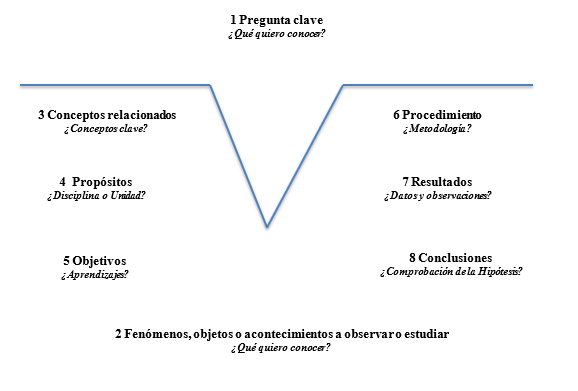 1 Pregunta clave
¿Qué quiero conocer?
3 Conceptos relacionados
¿Conceptos clave?
4 Propósitos
¿Disciplina o Unidad?
5 Objetivos
¿Aprendizajes?
6 Procedimiento
¿Metodología?
7 Resultados
¿Datos y observaciones?
8 Conclusiones
¿Comprobación de la Hipótesis?
2 Fenómenos, objetos o acontecimientos a observar o estudiar
¿Qué quiero conocer?